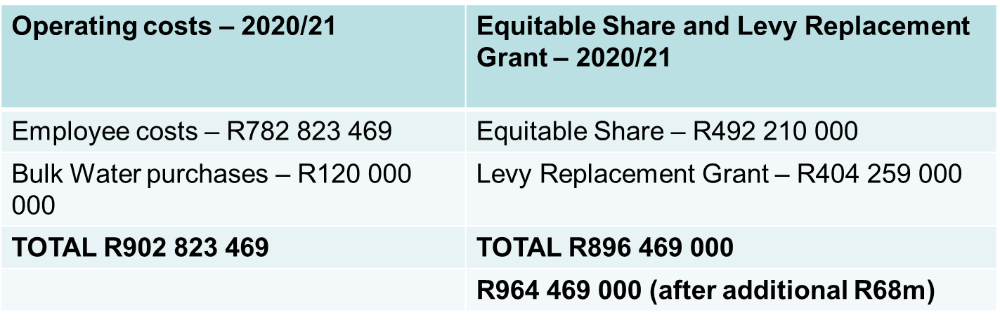 Operating costs – 2020/21
Equitable Share and Levy Replacement
Grant – 2020/21
Employee costs – R782 823 469
Equitable Share – R492 210 000
Bulk Water purchases – R120 000
000
Levy Replacement Grant – R404 259 000
TOTAL R902 823 469
TOTAL R896 469 000
R964 469 000 (after additional R68m)